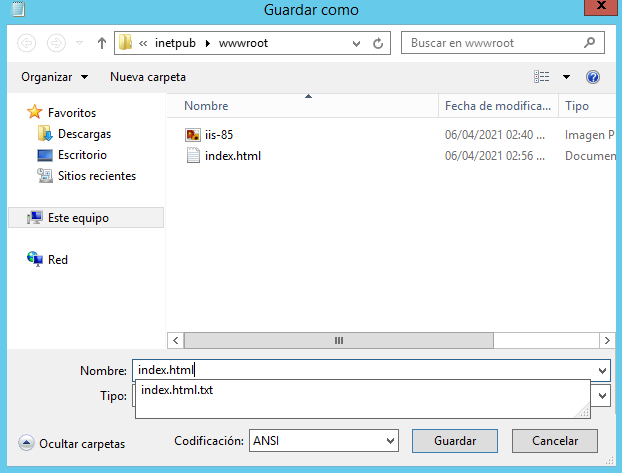 Guardar como
« inetpub wwwroot
Buscar en wwwroot
Organizar Nueva carpeta
Nombre Fecha de modifica... Tipo
Favoritos
Descargas
Escritorio
Sitios recientes
Este equipo
Red
iis-85 06/04/2021 02:40 ... Imagen P
index.html 06/04/2021 02:56 ... Documen
Nombre: index.html
Tipo:
index.html.txt
Ocultar carpetas
Codificación: ANSI Guardar Cancelar